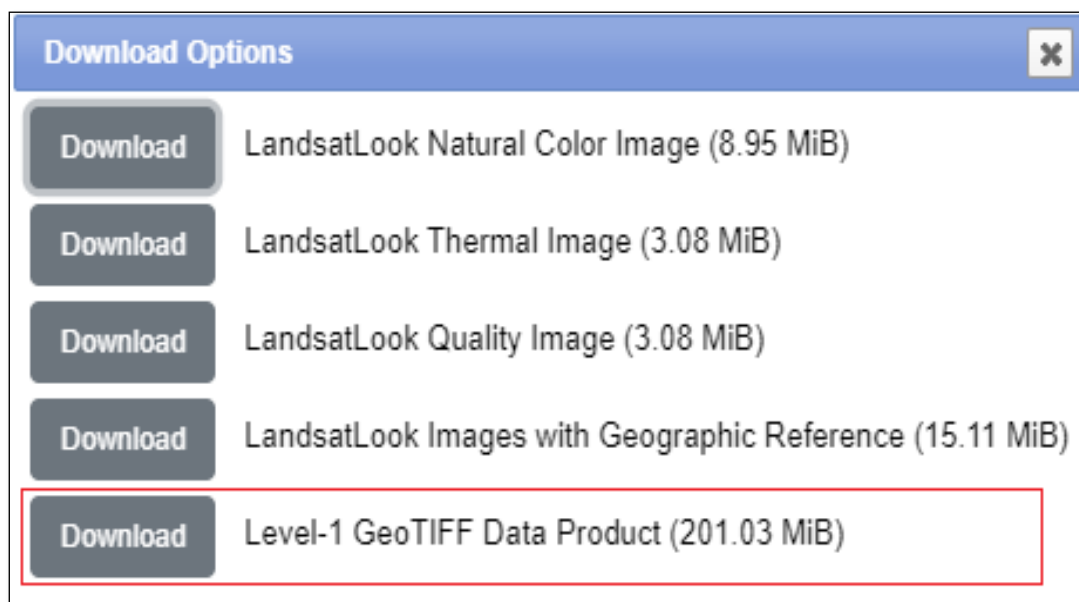 Download Options
Download LandsatLook Natural Color Image (8.95 MiB)
Download LandsatLook Thermal Image (3.08 MiB)
Download LandsatLook Quality Image (3.08 MiB)
Download LandsatLook Images with Geographic Reference (15.11 MiB)
Download Level-1 GeoTIFF Data Product (201.03 MiB)